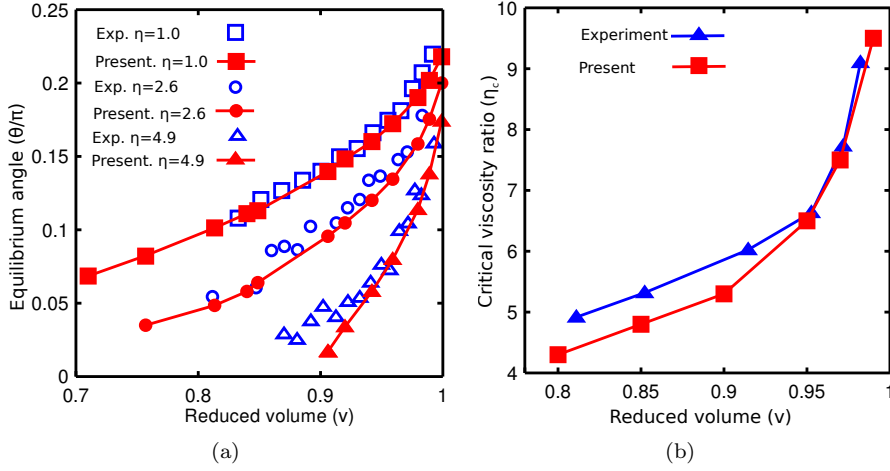 Exp. η=1.0
Present. η=1.0
Exp. η=2.6
Present. η=2.6
Exp. η=4.9
Present. η=4.9
Equilibrium angle (θ/π)
0.25
0.2
0.15
0.1
0.05
0
0.7
0.8
0.9
1
Reduced volume (v)
(a)
Experiment
Present
Critical viscosity ratio (η_c)
10
9
8
7
6
5
4
0.8
0.85
0.9
0.95
1
Reduced volume (v)
(b)